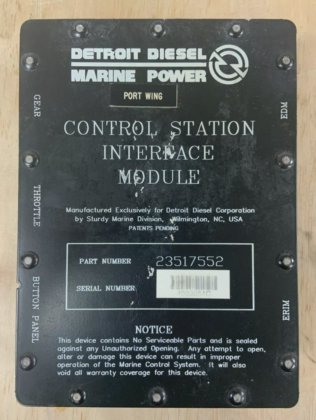 DETROIT DIESEL
MARINE POWER
PORT WING
CONTROL STATION
INTERFACE
MODULE
Manufactured Exclusively for Detroit Diesel Corporation
by Sturdy Marine Division, Wilmington, NC, USA
PATENTS PENDING
GEAR
THROTTLE
BUTTON PANEL
EDM
ERIM
PART NUMBER 23517552
SERIAL NUMBER
NOTICE
This device contains No Serviceable Parts and is sealed
against any Unauthorized Opening. Any attempt to open,
alter or damage this device can result in improper
operation of the Marine Control System. it will also
void all warranty coverage for this device.